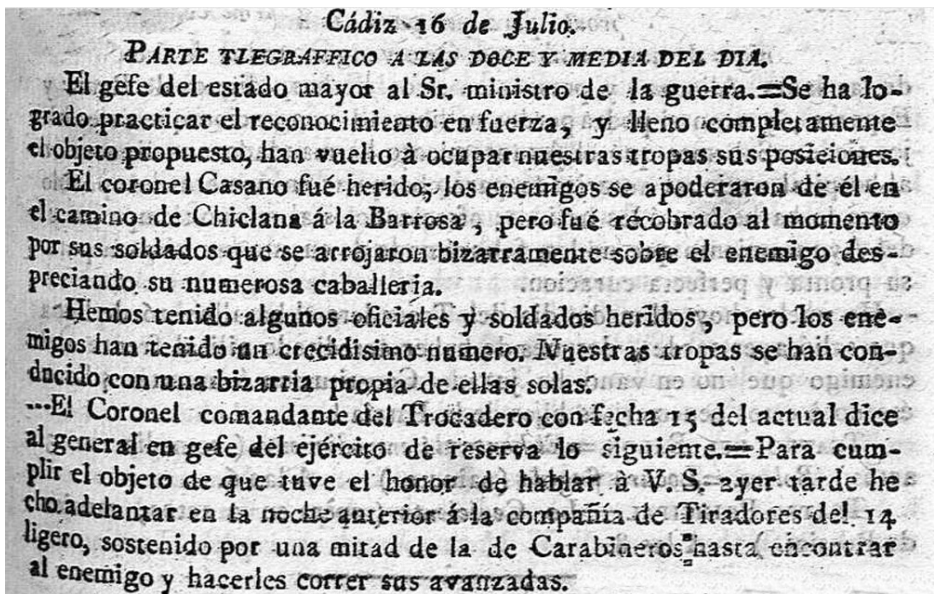 Cádiz 16 de Julio.
PARTE TLEGRAFFICO A LAS DOCE Y MEDIA DEL DIA.
El gefe del estado mayor al Sr. ministro de la guerra.=Se ha lo-
grado practicar el reconocimiento en fuerza, y lleno completamente
el objeto propuesto, han vuelto à ocupar nuestras tropas sus posiciones.
El coronel Casano fué herido; los enemigos se apoderaron de él en
el camino de Chiclana á la Barrosa, pero fué recobrado al momento
por sus soldados que se arrojaron bizarramente sobre el enemigo des-
preciando su numerosa caballería.
Hemos tenido algunos oficiales y soldados heridos, pero los ene-
migos han tenido un crecidisimo numero. Nuestras tropas se han con-
ducido con una bizarria propia de ellas solas.
...El Coronel comandante del Trocadero con fecha 15 del actual dice
al general en gefe del ejército de reserva lo siguiente.=Para cum-
plir el objeto de que tuve el honor de hablar à V. S. ayer tarde he
cho adelantar en la noche anterior á la compañía de Tiradores del 14
ligero, sostenido por una mitad de la de Carabineros hasta encontrar
al enemigo y hacerles correr sus avanzadas.